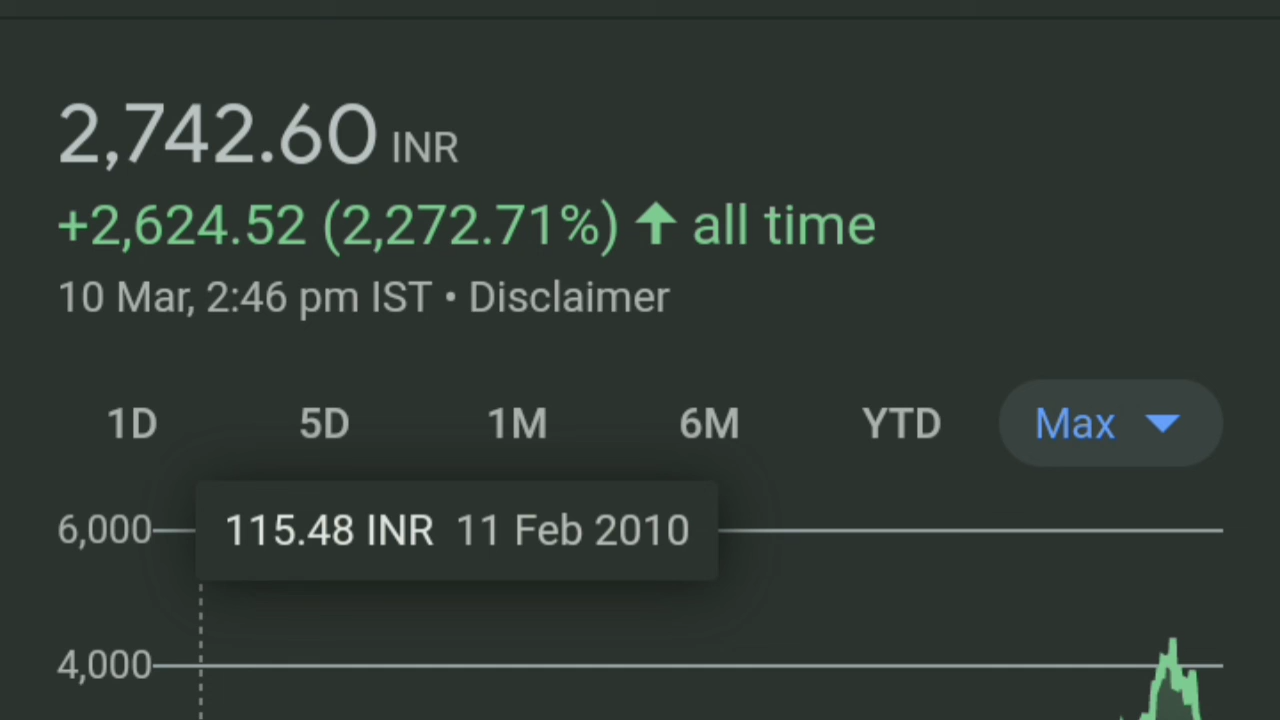 2,742.60 INR
+2,624.52 (2,272.71%) ↑ all time
10 Mar, 2:46 pm IST • Disclaimer
1D 5D 1M 6M YTD Max
6,000 115.48 INR 11 Feb 2010
4,000